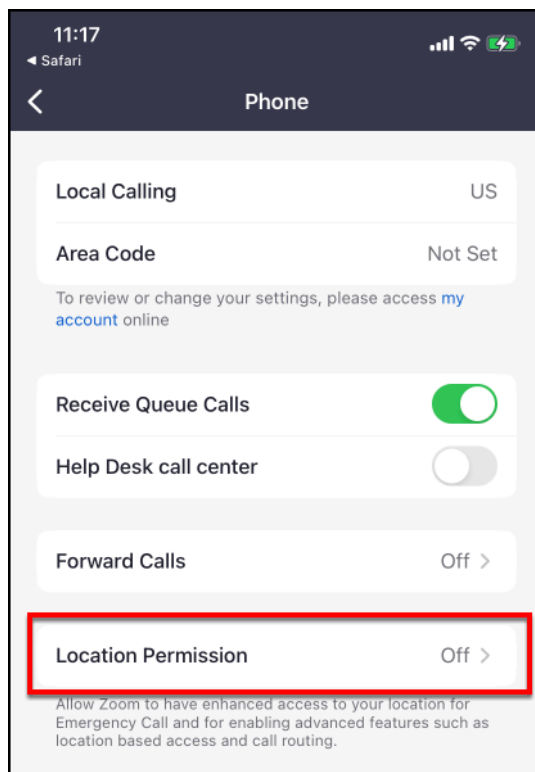 11:17
Safari
Phone
Local Calling US
Area Code Not Set
To review or change your settings, please access my
account online
Receive Queue Calls
Help Desk call center
Forward Calls Off
Location Permission Off
Allow Zoom to have enhanced access to your location for
Emergency Call and for enabling advanced features such as
location based access and call routing.